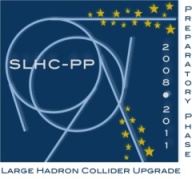 SLHC-PP
2008•2011
PREPARATORY PHASE
LARGE HADRON COLLIDER UPGRADE